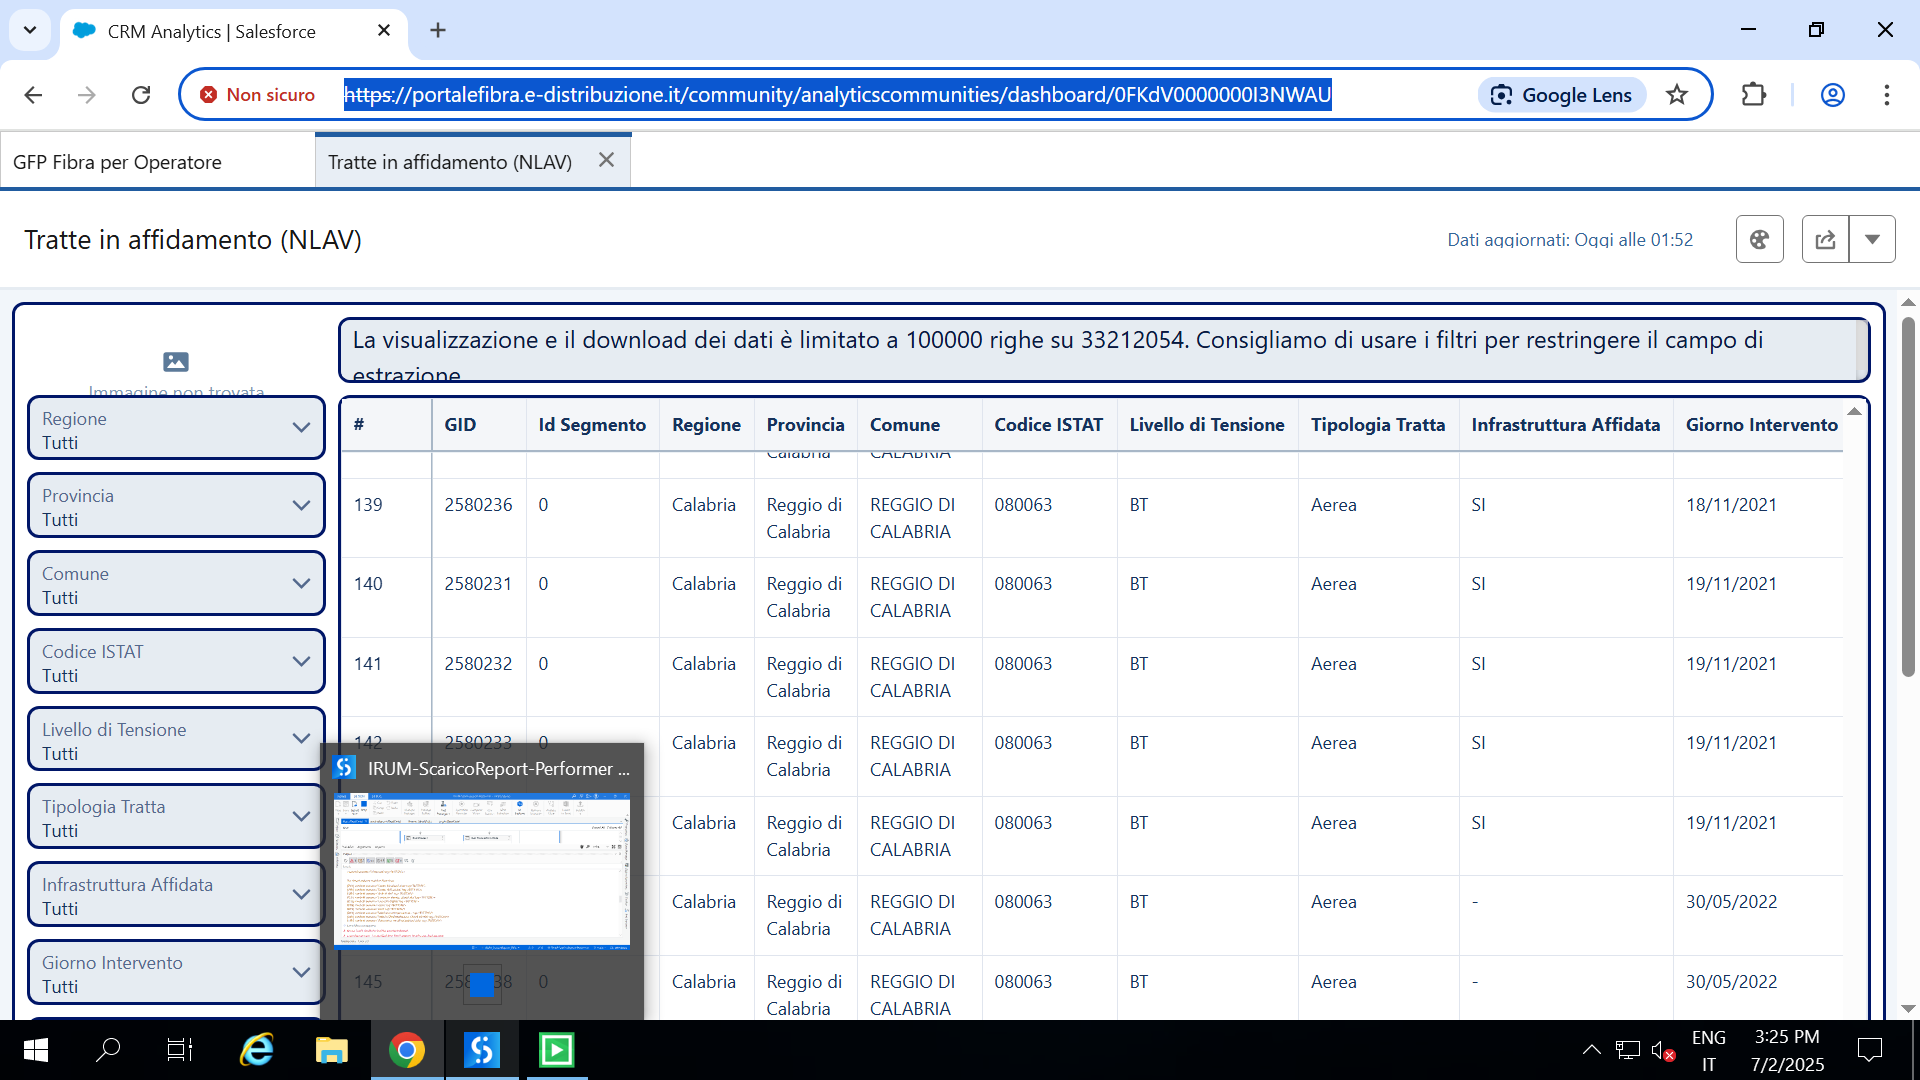 CRM Analytics | Salesforce
Non sicuro https://portalefibra.e-distribuzione.it/community/analyticscommunities/dashboard/0FKdV0000000I3NWAU Google Lens
GFP Fibra per Operatore
Tratte in affidamento (NLAV)
Tratte in affidamento (NLAV)
Dati aggiornati: Oggi alle 01:52
La visualizzazione e il download dei dati è limitato a 100000 righe su 33212054. Consigliamo di usare i filtri per restringere il campo di
estrazione
Immagine non trovata
Regione
Tutti
Provincia
Tutti
Comune
Tutti
Codice ISTAT
Tutti
Livello di Tensione
Tutti
Tipologia Tratta
Tutti
Infrastruttura Affidata
Tutti
Giorno Intervento
Tutti
# GID Id Segmento Regione Provincia Comune Codice ISTAT Livello di Tensione Tipologia Tratta Infrastruttura Affidata Giorno Intervento
Calabria CALABRIA
139 2580236 0 Calabria Reggio di REGGIO DI 080063 BT Aerea SI 18/11/2021
Calabria CALABRIA
140 2580231 0 Calabria Reggio di REGGIO DI 080063 BT Aerea SI 19/11/2021
Calabria CALABRIA
141 2580232 0 Calabria Reggio di REGGIO DI 080063 BT Aerea SI 19/11/2021
Calabria CALABRIA
142 2580233 0 Calabria Reggio di REGGIO DI 080063 BT Aerea SI 19/11/2021
Calabria CALABRIA
Calabria Reggio di REGGIO DI 080063 BT Aerea SI 19/11/2021
Calabria CALABRIA
Calabria Reggio di REGGIO DI 080063 BT Aerea - 30/05/2022
Calabria CALABRIA
145 0 Calabria Reggio di REGGIO DI 080063 BT Aerea - 30/05/2022
Calabria CALABRIA
IRUM-ScaricoReport-Performer ...
ENG
IT
3:25 PM
7/2/2025